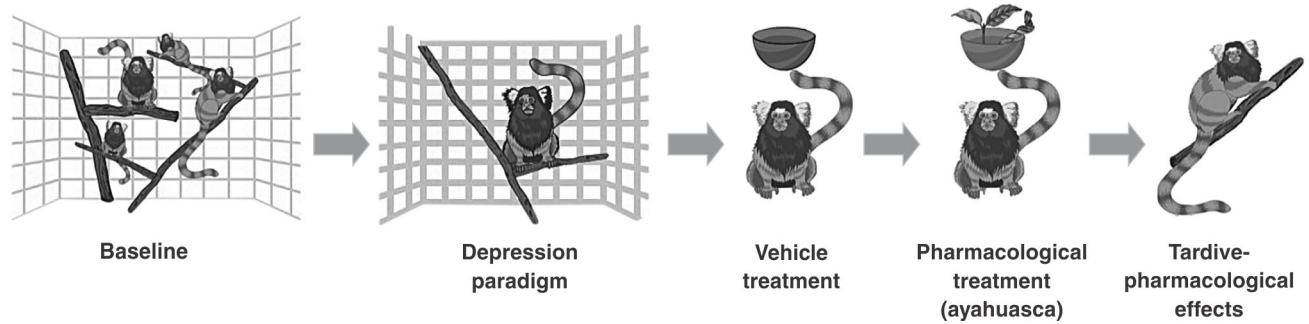 Baseline
Depression
paradigm
Vehicle
treatment
Pharmacological
treatment
(ayahuasca)
Tardive-
pharmacological
effects